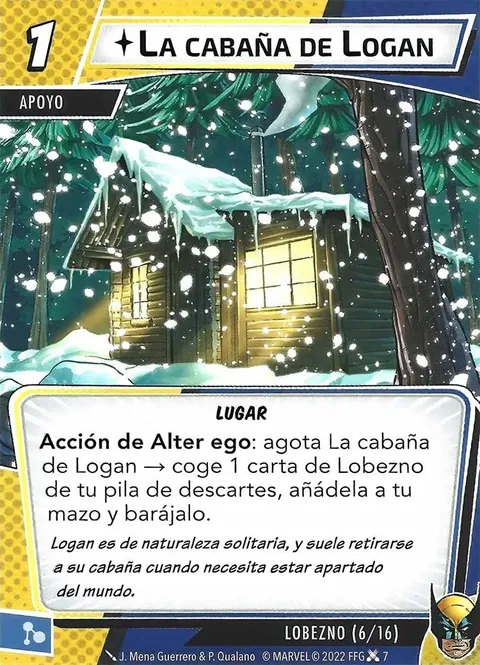 1
La cabaña de Logan
APOYO
LUGAR
Acción de Alter ego: agota La cabaña
de Logan → coge 1 carta de Lobezno
de tu pila de descartes, añádela a tu
mazo y barájalo.
Logan es de naturaleza solitaria, y suele retirarse
a su cabaña cuando necesita estar apartado
del mundo.
LOBEZNO (6/16)
J. Mena Guerrero & P. Qualano © MARVEL © 2022 FFG 7